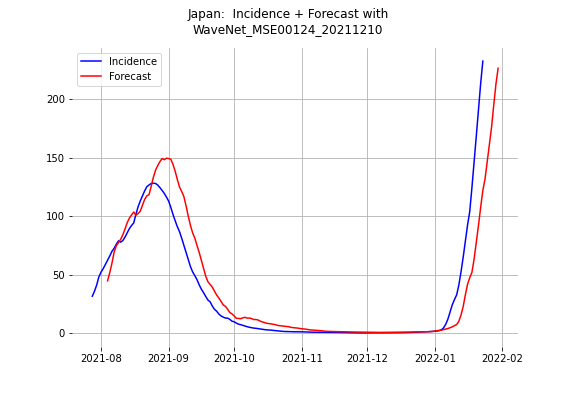 Japan:  Incidence + Forecast with
WaveNet_MSE00124_20211210
Incidence
Forecast
200
150
100
50
0
2021-08 2021-09 2021-10 2021-11 2021-12 2022-01 2022-02